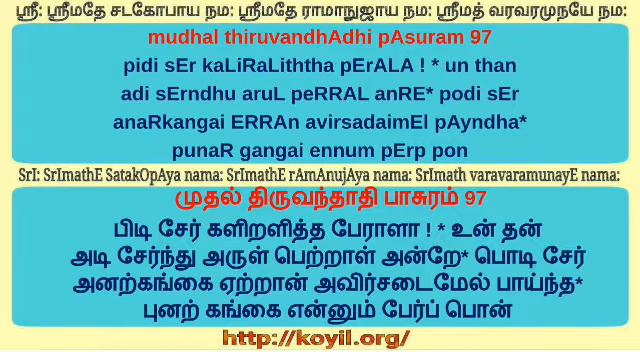 ஸ்ரீ: ஸ்ரீமதே சடகோபாய நம: ஸ்ரீமதே ராமாநுஜாய நம: ஸ்ரீமத் வரவரமுநயே நம:
mudhal thiruvandhAdhi pAsuram 97
pidi sEr kaLiRaLiththa pErALA ! * un than
adi sErndhu aruL peRRAL anRE* podi sEr
anaRkangai ERRAn avirsadaimEl pAyndha*
punaR gangai ennum pErp pon
SrI: SrImathE SatakOpAya nama: SrImathE rAmAnujAya nama: SrImath varavaramunayE nama:
முதல் திருவந்தாதி பாசுரம் 97
பிடி சேர் களிறளித்த பேராளா ! * உன் தன்
அடி சேர்ந்து அருள் பெற்றாள் அன்றே* பொடி சேர்
அனற்கங்கை ஏற்றான் அவிர்சடைமேல் பாய்ந்த*
புனற் கங்கை என்னும் பேர்ப் பொன்
http://koyil.org/